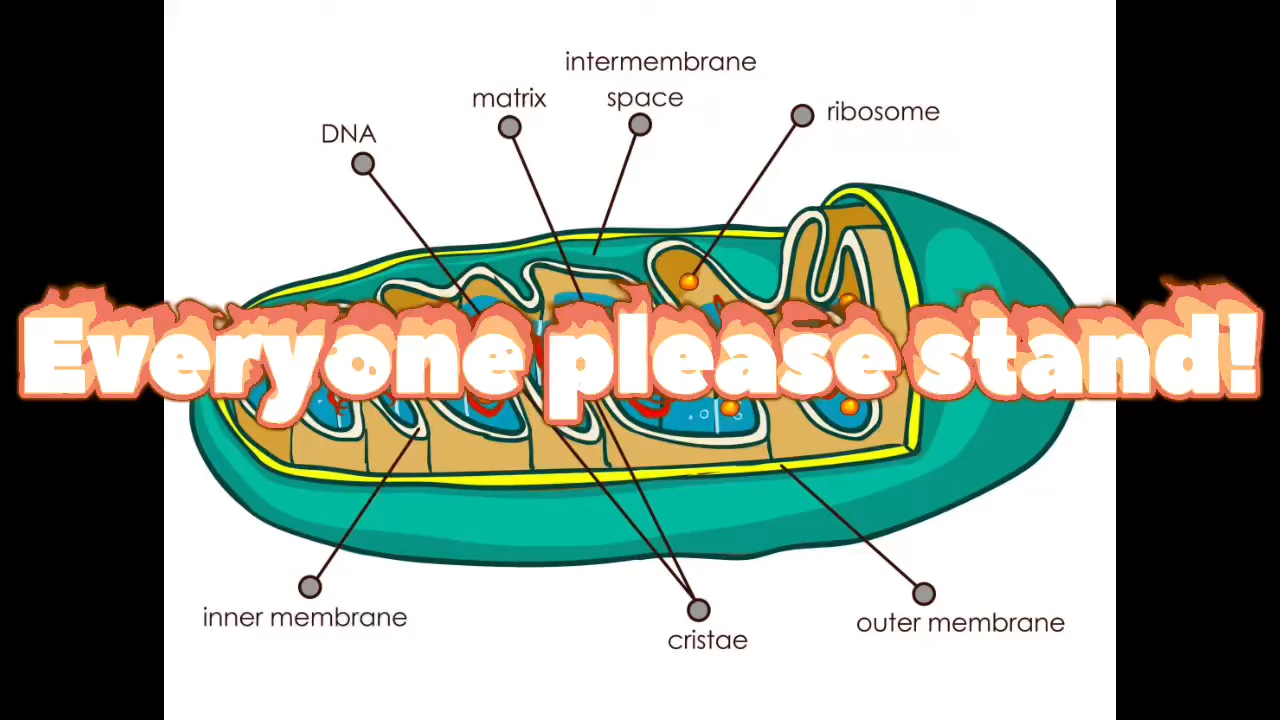 intermembrane
space
matrix
ribosome
DNA
Everyone please stand!
inner membrane
outer membrane
cristae